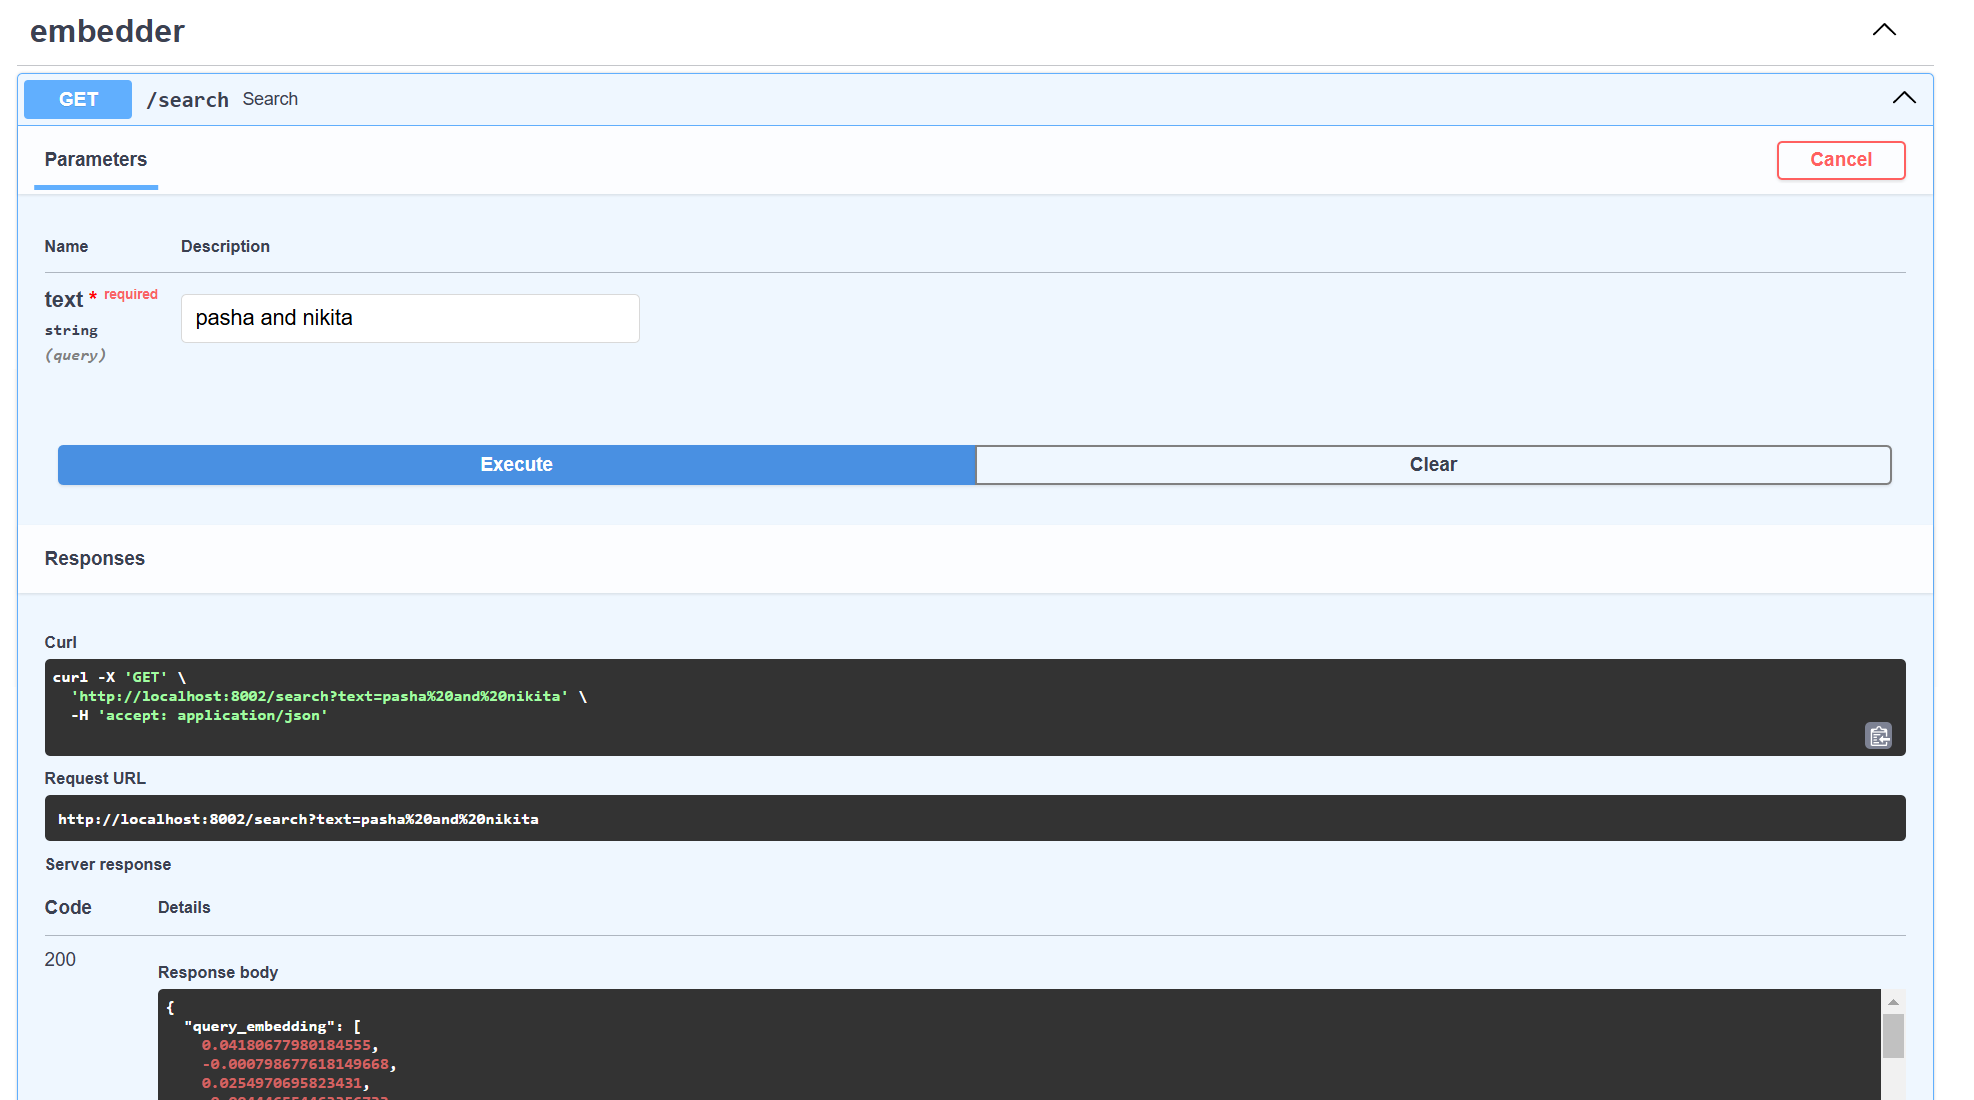 embedder
GET /search Search
Parameters
Cancel
Name Description
text * required
string
(query)
pasha and nikita
Execute
Clear
Responses
Curl
curl -X 'GET' \
'http://localhost:8002/search?text=pasha%20and%20nikita' \
-H 'accept: application/json'
Request URL
http://localhost:8002/search?text=pasha%20and%20nikita
Server response
Code Details
200
Response body
{
"query_embedding": [
0.04180677980184555,
-0.000798677618149668,
0.0254970695823431,